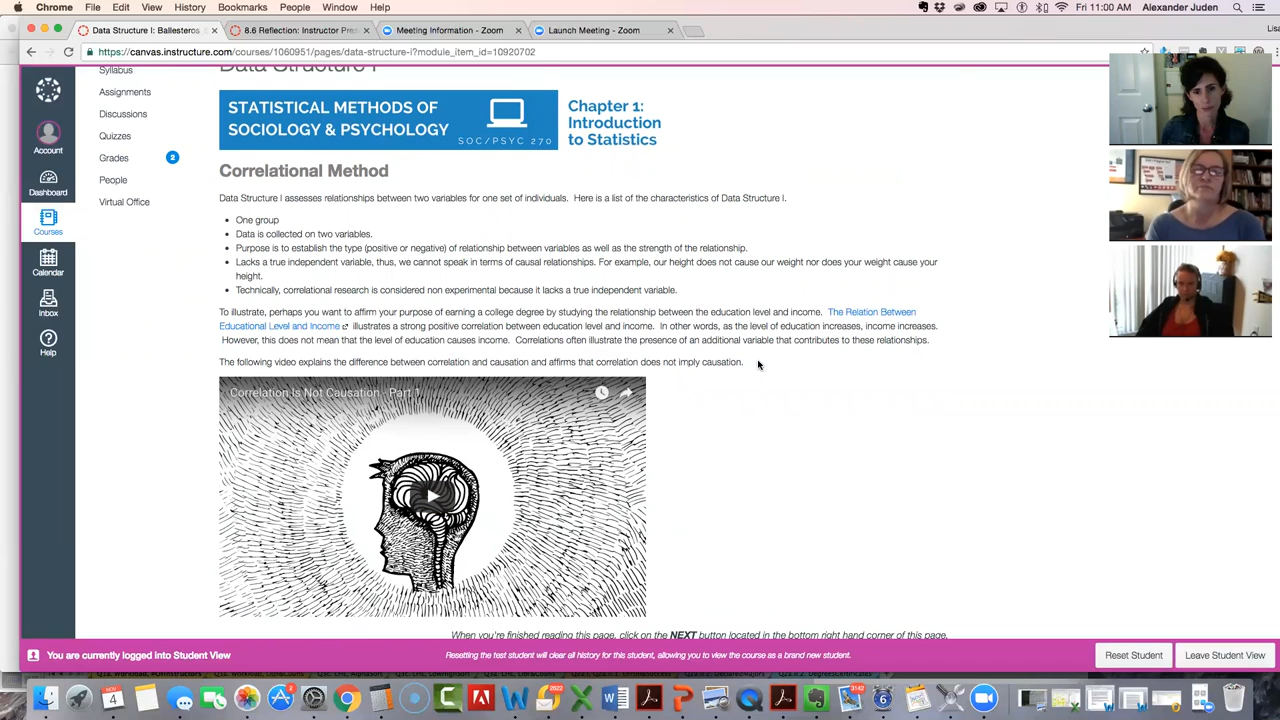 Chrome File Edit View History Bookmarks People Window Help Fri 11:00 AM Alexander Juden
Data Structure I: Ballesteros 8.6 Reflection: Instructor Pres Meeting Information - Zoom Launch Meeting - Zoom
https://canvas.instructure.com/courses/1060951/pages/data-structure-i?module_item_id=10920702
Data Structure I
Syllabus
Assignments
Discussions
Quizzes
Grades 2
People
Virtual Office
Account
Dashboard
Courses
Calendar
Inbox
Help
STATISTICAL METHODS OF
SOCIOLOGY & PSYCHOLOGY
SOC/PSYC 270
Chapter 1:
Introduction
to Statistics
Correlational Method
Data Structure I assesses relationships between two variables for one set of individuals. Here is a list of the characteristics of Data Structure I.
One group
Data is collected on two variables.
Purpose is to establish the type (positive or negative) of relationship between variables as well as the strength of the relationship.
Lacks a true independent variable, thus, we cannot speak in terms of causal relationships. For example, our height does not cause our weight nor does your weight cause your
height.
Technically, correlational research is considered non experimental because it lacks a true independent variable.
To illustrate, perhaps you want to affirm your purpose of earning a college degree by studying the relationship between the education level and income. The Relation Between
Educational Level and Income illustrates a strong positive correlation between education level and income. In other words, as the level of education increases, income increases.
However, this does not mean that the level of education causes income. Correlations often illustrate the presence of an additional variable that contributes to these relationships.
The following video explains the difference between correlation and causation and affirms that correlation does not imply causation.
Correlation Is Not Causation - Part 1
When you're finished reading this page, click on the NEXT button located in the bottom right hand corner of this page.
You are currently logged into Student View
Resetting the test student will clear all history for this student, allowing you to view the course as a brand new student.
Reset Student
Leave Student View
NOV
4
2622
3142
6